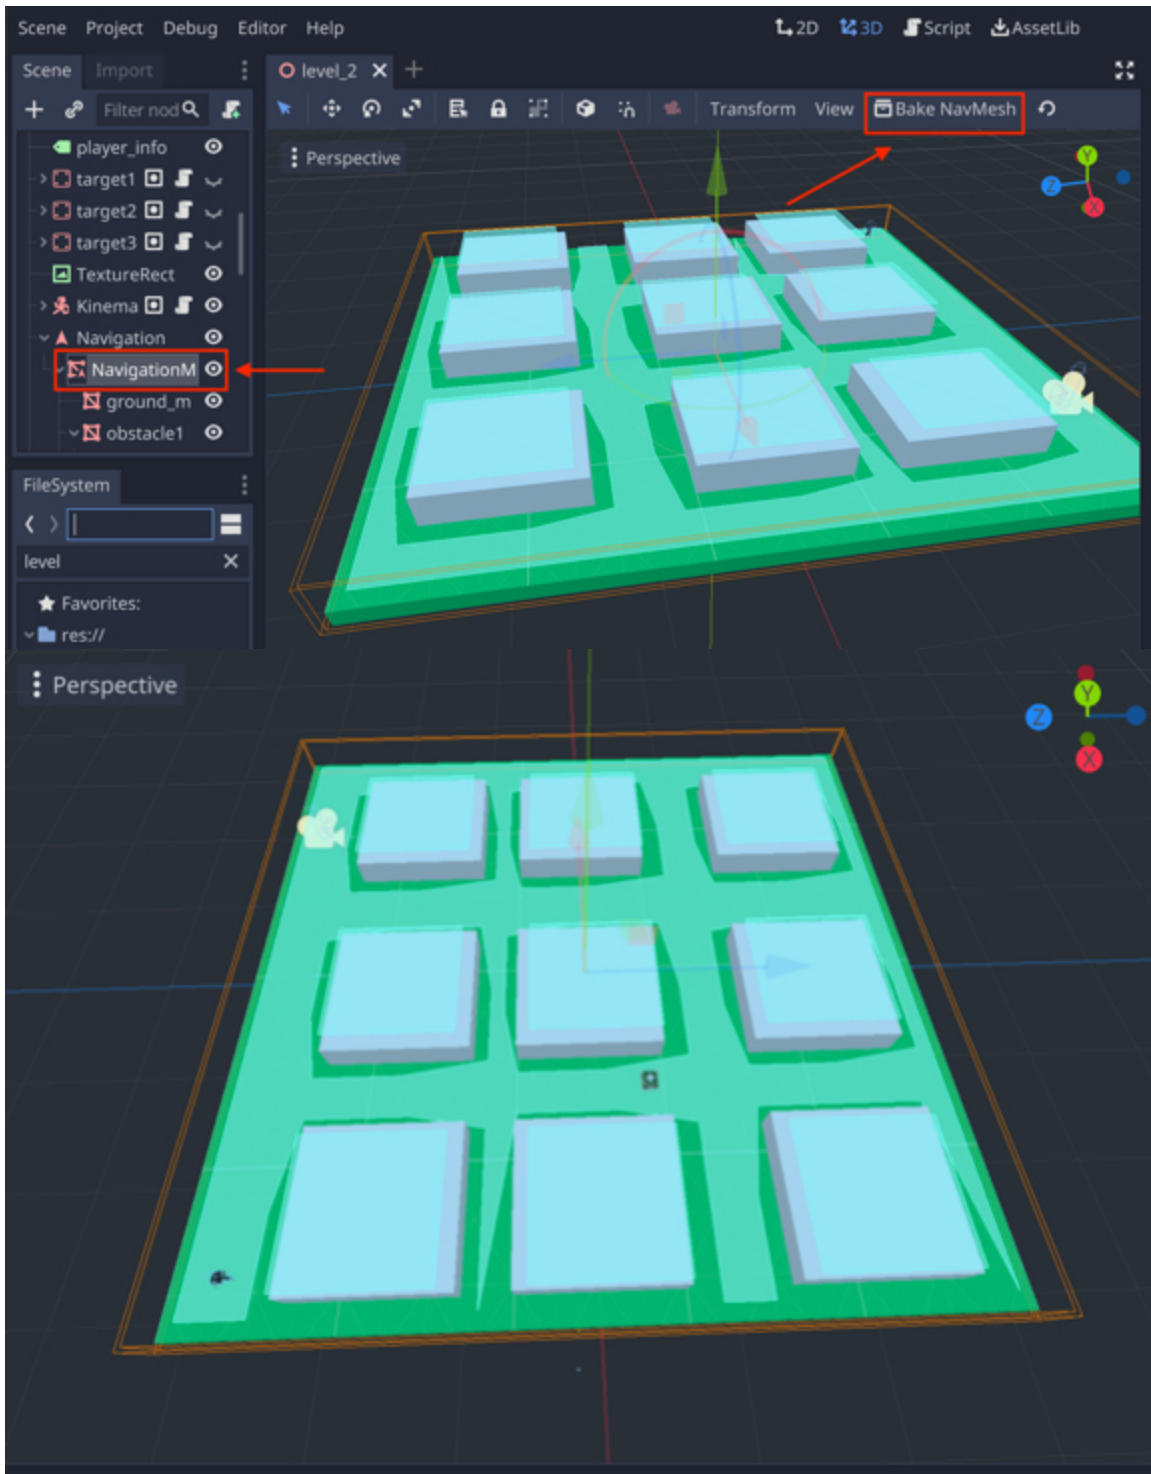 Scene Project Debug Editor Help 2D 3D Script AssetLib
Scene Import level_2
Filter nod Transform View Bake NavMesh
player_info
target1
target2
target3
TextureRect
Kinema
Navigation
NavigationM
ground_m
obstacle1
FileSystem
level
Favorites:
res://
Perspective
Y
Z
X
Perspective
Y
Z
X